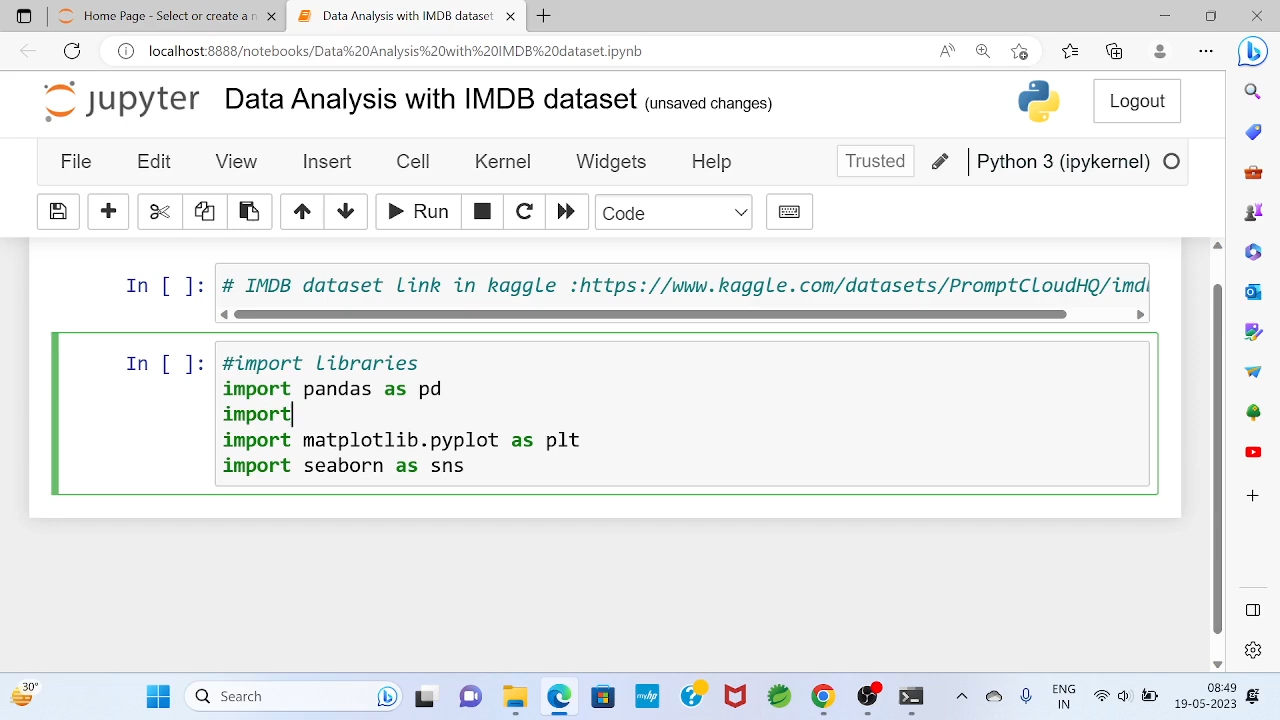 Home Page - Select or create a n
Data Analysis with IMDB dataset
localhost:8888/notebooks/Data%20Analysis%20with%20IMDB%20dataset.ipynb
jupyter Data Analysis with IMDB dataset (unsaved changes)
Logout
File Edit View Insert Cell Kernel Widgets Help
Trusted
Python 3 (ipykernel)
Run
Code
In [ ]: # IMDB dataset link in kaggle :https://www.kaggle.com/datasets/PromptCloudHQ/imd
In [ ]: #import libraries
import pandas as pd
import
import matplotlib.pyplot as plt
import seaborn as sns
30°
Search
myhp
ENG
IN
08:49
19-05-2023